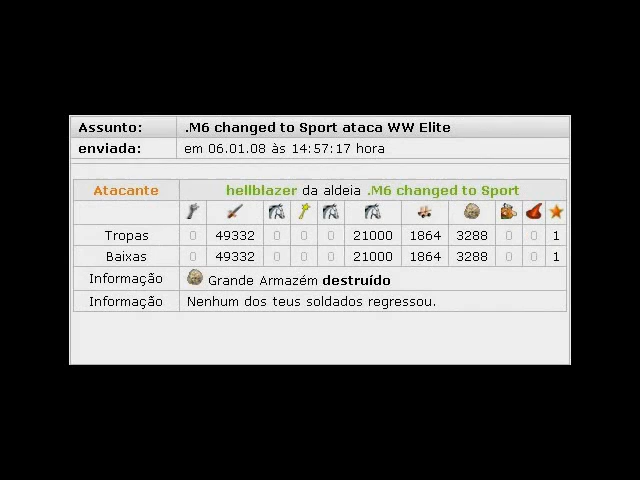 Assunto: .M6 changed to Sport ataca WW Elite
enviada: em 06.01.08 às 14:57:17 hora
Atacante hellblazer da aldeia .M6 changed to Sport
Tropas 0 49332 0 0 0 21000 1864 3288 0 0 1
Baixas 0 49332 0 0 0 21000 1864 3288 0 0 1
Informação Grande Armazém destruído
Informação Nenhum dos teus soldados regressou.